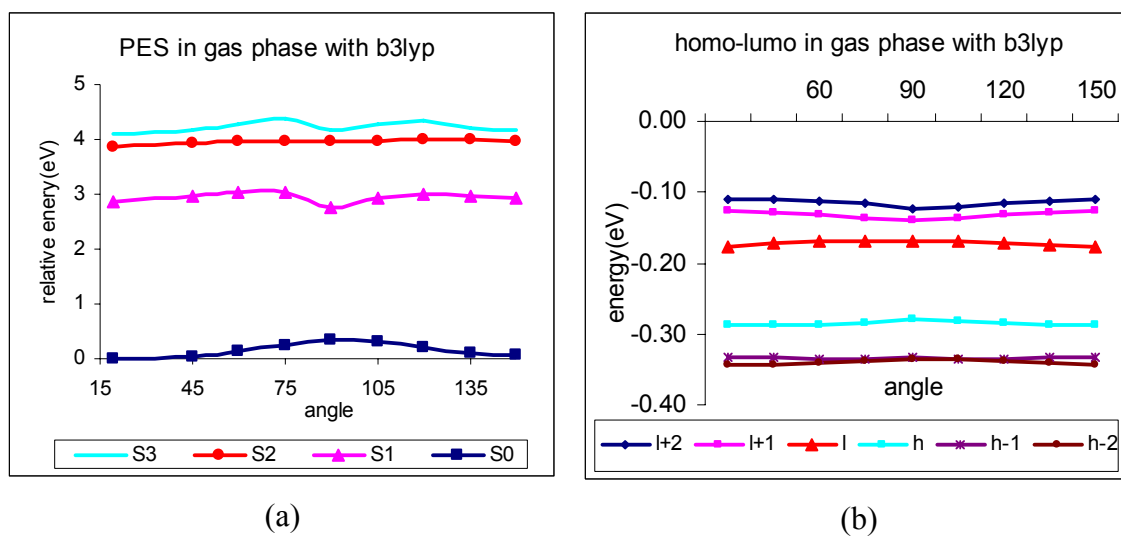 PES in gas phase with b3lyp
5
4
3
2
1
0
relative enery(eV)
15 45 75 105 135
angle
S3 S2 S1 S0
(a)
homo-lumo in gas phase with b3lyp
60 90 120 150
0.00
-0.10
-0.20
-0.30
-0.40
energy(eV)
angle
l+2 l+1 l h h-1 h-2
(b)